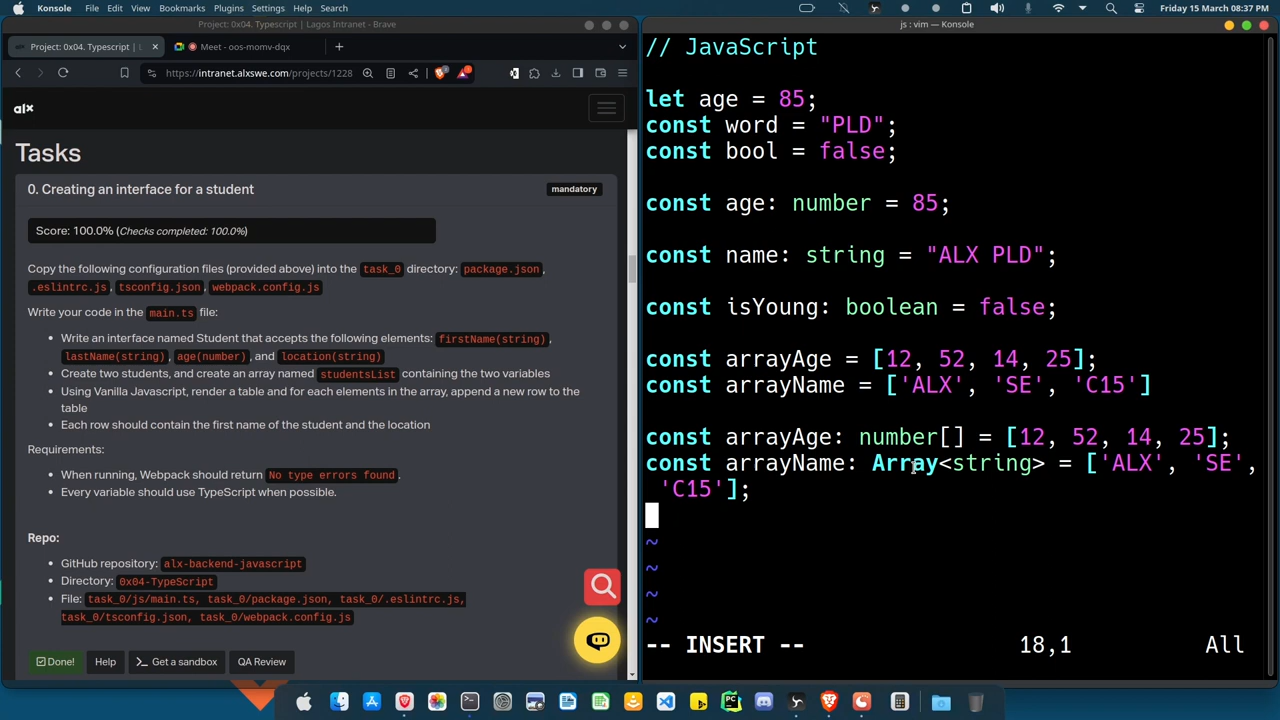 Konsole File Edit View Bookmarks Plugins Settings Help
Friday 15 March 08:37 PM
Project: 0x04. Typescript | Lagos Intranet - Brave
Project: 0x04. Typescript | L
Meet - oos-momv-dqx
https://intranet.alxswe.com/projects/1228
alx
Tasks
0. Creating an interface for a student
mandatory
Score: 100.0% (Checks completed: 100.0%)
Copy the following configuration files (provided above) into the task_0 directory: package.json,
.eslintrc.js, tsconfig.json, webpack.config.js
Write your code in the main.ts file:
Write an interface named Student that accepts the following elements: firstName(string),
lastName(string), age(number), and location(string)
Create two students, and create an array named studentsList containing the two variables
Using Vanilla Javascript, render a table and for each elements in the array, append a new row to the
table
Each row should contain the first name of the student and the location
Requirements:
When running, Webpack should return No type errors found.
Every variable should use TypeScript when possible.
Repo:
GitHub repository: alx-backend-javascript
Directory: 0x04-TypeScript
File: task_0/js/main.ts, task_0/package.json, task_0/.eslintrc.js,
task_0/tsconfig.json, task_0/webpack.config.js
Done! Help >_ Get a sandbox QA Review
js : vim — Konsole
// JavaScript
let age = 85;
const word = "PLD";
const bool = false;
const age: number = 85;
const name: string = "ALX PLD";
const isYoung: boolean = false;
const arrayAge = [12, 52, 14, 25];
const arrayName = ['ALX', 'SE', 'C15']
const arrayAge: number[] = [12, 52, 14, 25];
const arrayName: Array<string> = ['ALX', 'SE',
'C15'];
~
~
~
~
-- INSERT -- 18,1 All